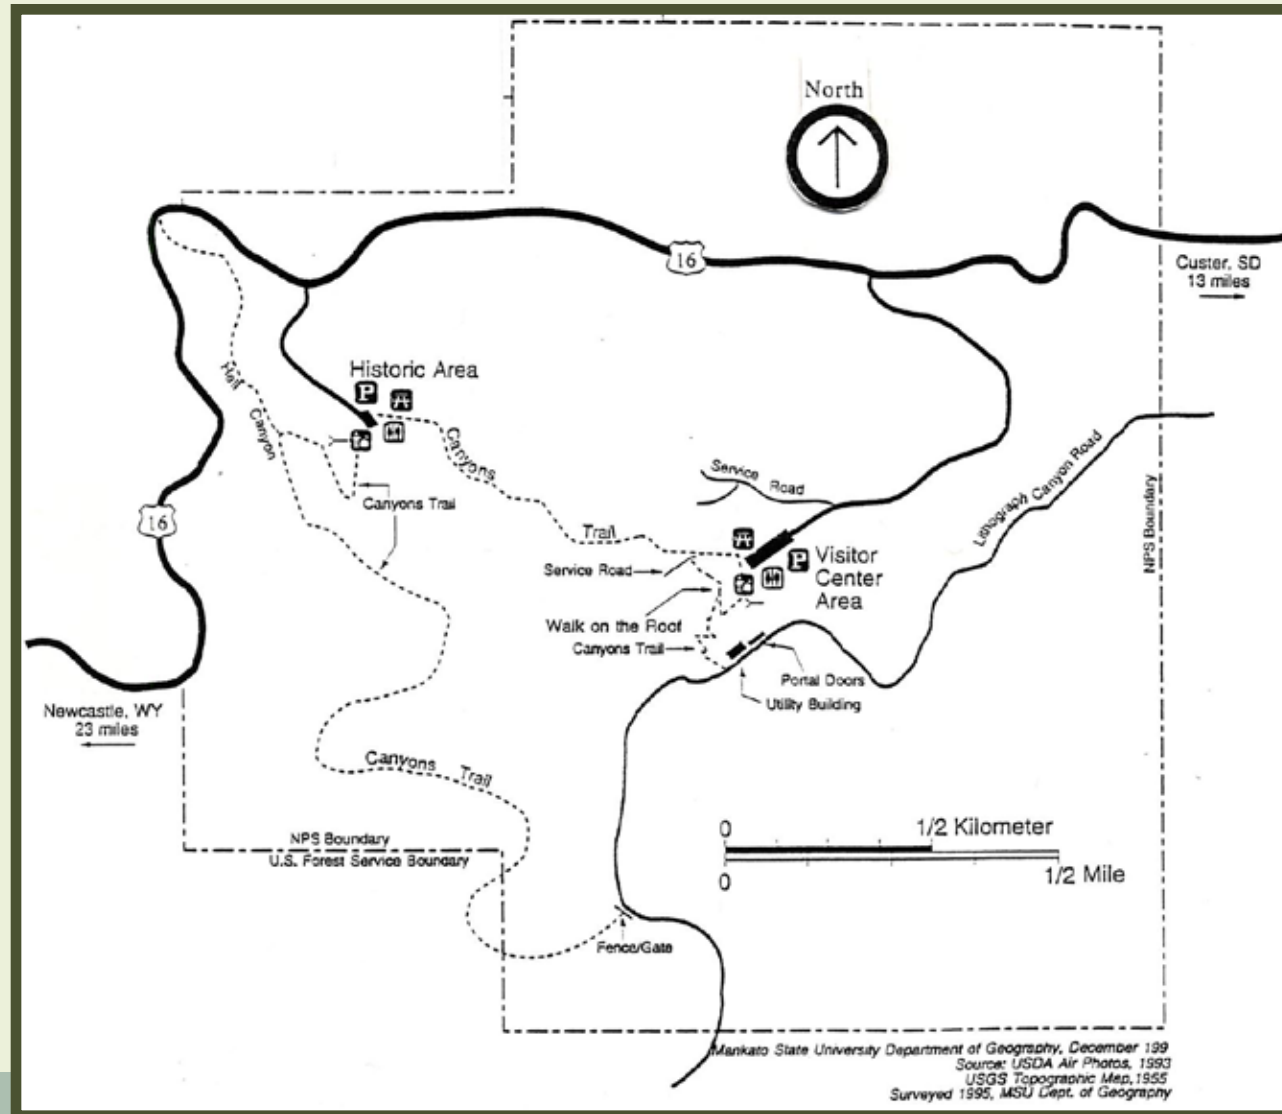 North
16
Custer, SD
13 miles
Historic Area
P
Hell
Canyon
Canyons
Canyons Trail
Service Road
Lithograph Canyon Road
NPS Boundary
16
Trail
Service Road
P
Visitor
Center
Area
Walk on the Roof
Canyons Trail
Portal Doors
Utility Building
Newcastle, WY
23 miles
Canyons Trail
0
1/2 Kilometer
NPS Boundary
U.S. Forest Service Boundary
0
1/2 Mile
Fence/Gate
Mankato State University Department of Geography, December 199
Source: USDA Air Photos, 1993
USGS Topographic Map, 1955
Surveyed 1995, MSU Dept. of Geography